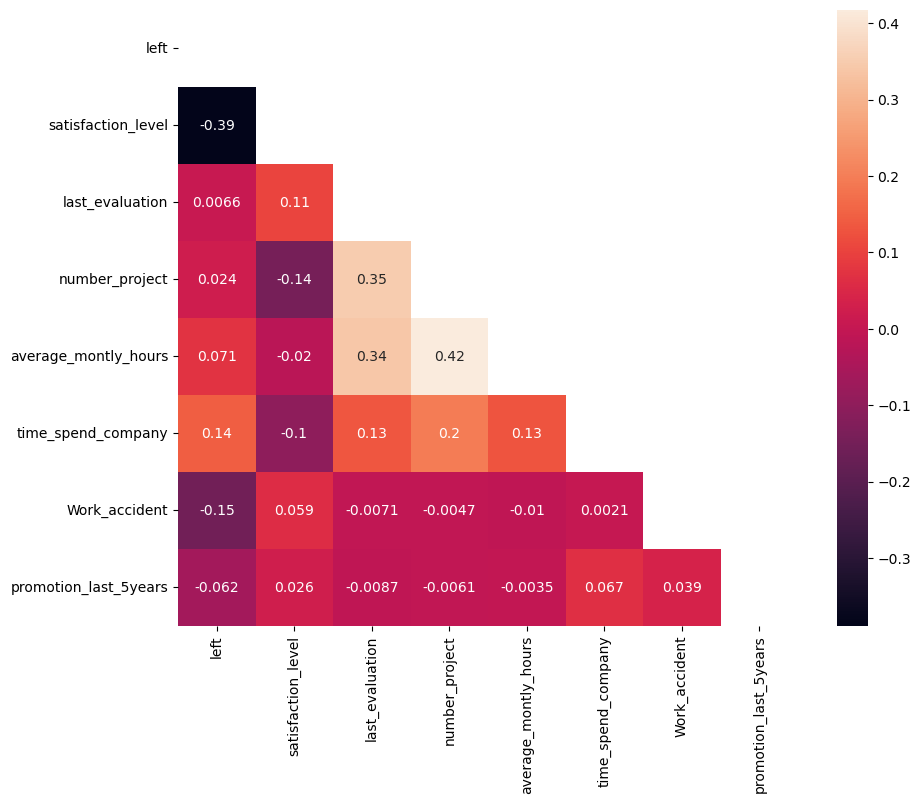 left
satisfaction_level -0.39
last_evaluation 0.0066 0.11
number_project 0.024 -0.14 0.35
average_montly_hours 0.071 -0.02 0.34 0.42
time_spend_company 0.14 -0.1 0.13 0.2 0.13
Work_accident -0.15 0.059 -0.0071 -0.0047 -0.01 0.0021
promotion_last_5years -0.062 0.026 -0.0087 -0.0061 -0.0035 0.067 0.039
left
satisfaction_level
last_evaluation
number_project
average_montly_hours
time_spend_company
Work_accident
promotion_last_5years
0.4
0.3
0.2
0.1
0.0
−0.1
−0.2
−0.3